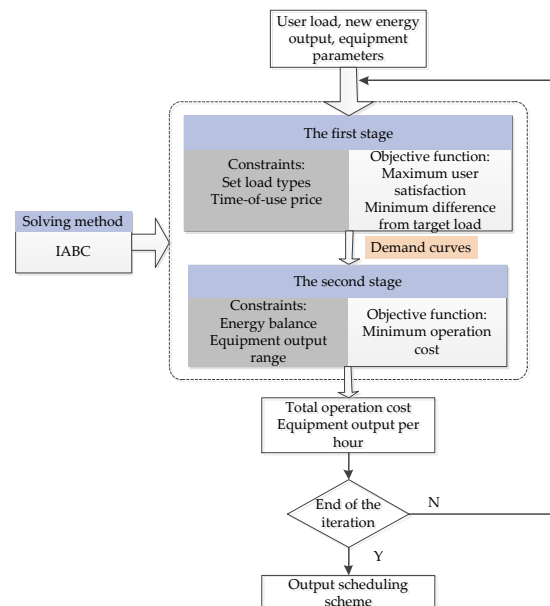 User load, new energy
output, equipment
parameters
The first stage
Constraints:
Set load types
Time-of-use price
Objective function:
Maximum user
satisfaction
Minimum difference
from target load
Solving method
IABC
Demand curves
The second stage
Constraints:
Energy balance
Equipment output
range
Objective function:
Minimum operation
cost
Total operation cost
Equipment output per
hour
End of the
iteration
N
Y
Output scheduling
scheme